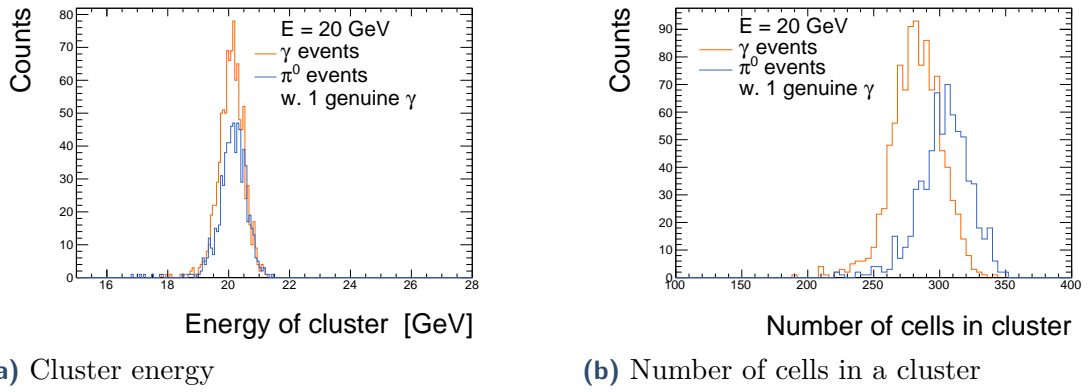 Counts
80
70
60
50
40
30
20
10
0
E = 20 GeV
γ events
π⁰ events
w. 1 genuine γ
16 18 20 22 24 26 28
Energy of cluster [GeV]
a) Cluster energy
Counts
90
80
70
60
50
40
30
20
10
0
E = 20 GeV
γ events
π⁰ events
w. 1 genuine γ
100 150 200 250 300 350 400
Number of cells in cluster
(b) Number of cells in a cluster